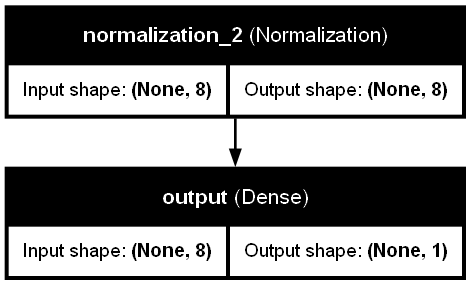 normalization_2 (Normalization)
Input shape: (None, 8) Output shape: (None, 8)
output (Dense)
Input shape: (None, 8) Output shape: (None, 1)